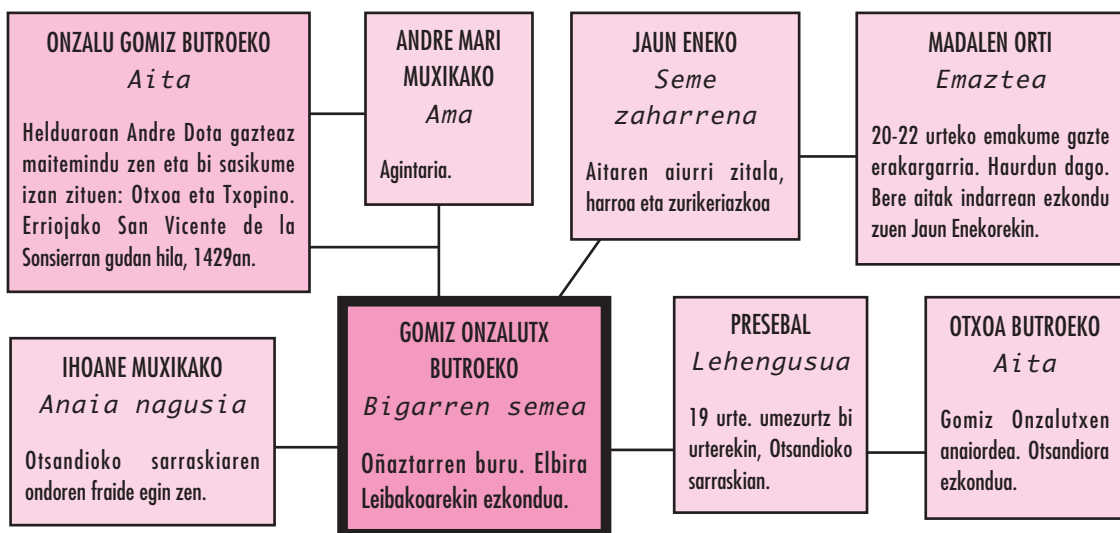 ONZALU GOMIZ BUTROEKO
Aita
Helduaroan Andre Dota gazteaz
maitemindu zen eta bi sasikume
izan zituen: Otxoa eta Txopino.
Erriojako San Vicente de la
Sonsierran gudan hila, 1429an.
ANDRE MARI
MUXIKAKO
Ama
Agintaria.
JAUN ENEKO
Seme
zaharrena
Aitaren aiurri zitala,
harroa eta zurikeriazkoa
MADALEN ORTI
Emaztea
20-22 urteko emakume gazte
erakargarria. Haurdun dago.
Bere aitak indarrean ezkondu
zuen Jaun Enekorekin.
IHOANE MUXIKAKO
Anaia nagusia
Otsandioko sarraskiaren
ondoren fraide egin zen.
GOMIZ ONZALUTX
BUTROEKO
Bigarren semea
Oñaztarren buru. Elbira
Leibakoarekin ezkondua.
PRESEBAL
Lehengusua
19 urte. umezurtz bi
urterekin, Otsandioko
sarraskian.
OTXOA BUTROEKO
Aita
Gomiz Onzalutxen
anaiordea. Otsandiora
ezkondua.